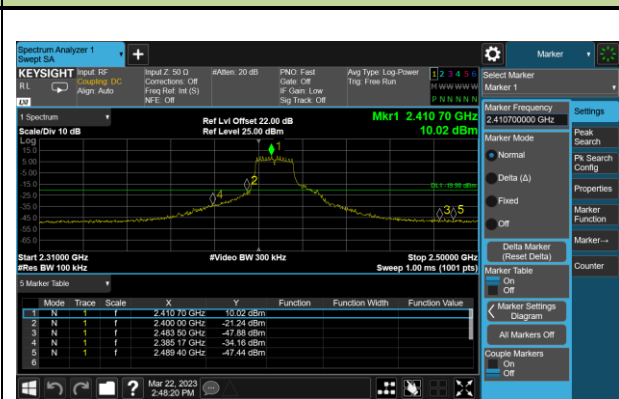 Spectrum Analyzer 1
Swept SA
+
Marker
KEYSIGHT
Input: RF
Input Z: 50 Ω
#Atten: 20 dB
PNO: Fast
Avg Type: Log-Power
1 2 3 4 5 6
R L
Coupling: DC
Corrections: Off
Gate: Off
Trig: Free Run
M W W W W W
Align: Auto
Freq Ref: Int (S)
IF Gain: Low
NFE: Off
Sig Track: Off
P N N N N N
LXI
Select Marker
Marker 1
1 Spectrum
Ref Lvl Offset 22.00 dB
Mkr1 2.410 70 GHz
Scale/Div 10 dB
Ref Level 25.00 dBm
10.02 dBm
Log
15.0
5.00
-5.00
-15.0
-25.0
-35.0
-45.0
-55.0
-65.0
1
2
4
3
5
DL1 -19.98 dBm
Start 2.31000 GHz
#Video BW 300 kHz
Stop 2.50000 GHz
#Res BW 100 kHz
Sweep 1.00 ms (1001 pts)
5 Marker Table
Mode Trace Scale X Y Function Function Width Function Value
1 N 1 f 2.410 70 GHz 10.02 dBm
2 N 1 f 2.400 00 GHz -21.24 dBm
3 N 1 f 2.483 50 GHz -47.88 dBm
4 N 1 f 2.385 17 GHz -34.16 dBm
5 N 1 f 2.489 40 GHz -47.44 dBm
6
Marker Frequency
2.410700000 GHz
Marker Mode
Normal
Delta (Δ)
Fixed
Off
Delta Marker
(Reset Delta)
Marker Table
On
Off
Marker Settings
Diagram
All Markers Off
Couple Markers
On
Off
Settings
Peak
Search
Pk Search
Config
Properties
Marker
Function
Marker→
Counter
?
Mar 22, 2023
2:48:20 PM